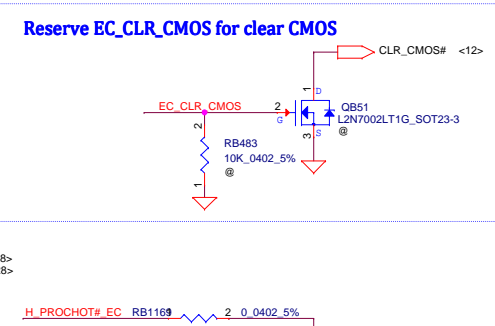 Reserve EC_CLR_CMOS for clear CMOS
CLR_CMOS# <12>
1
D
EC_CLR_CMOS
2
G
QB51
L2N7002LT1G_SOT23-3
@
3
S
2
RB483
10K_0402_5%
@
1
8>
8>
H_PROCHOT#_EC RB1169 2 0_0402_5%